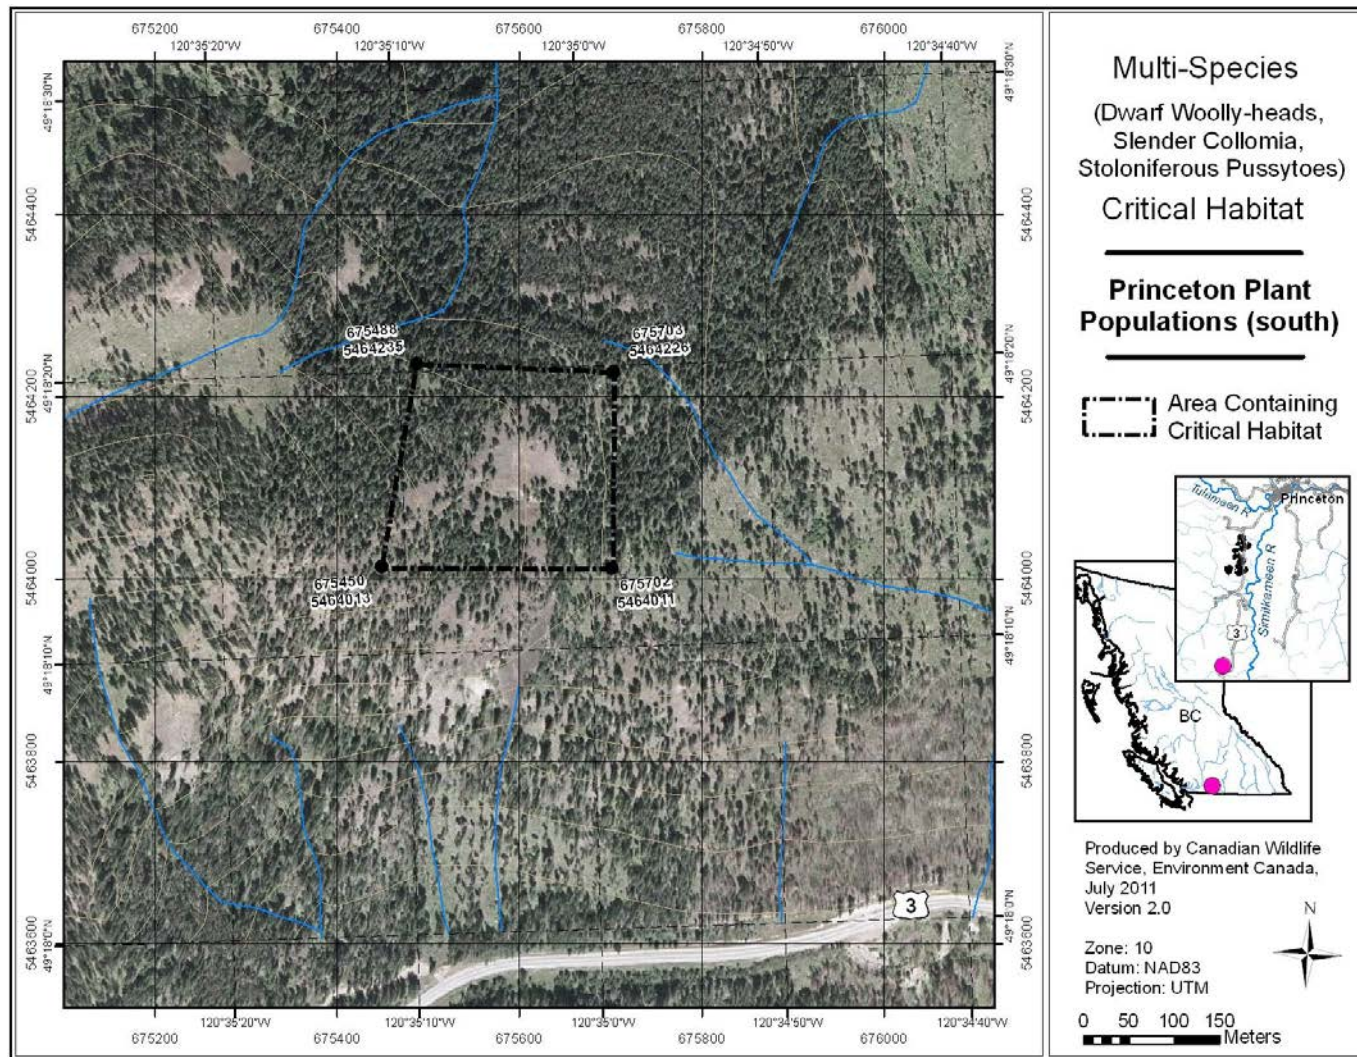 675200
675400
675600
675800
676000
120°35'20"W
120°35'10"W
120°35'0"W
120°34'50"W
120°34'40"W
49°18'30"N
5464400
49°18'20"N
5464200
5464000
49°18'10"N
5463800
5463600
49°18'0"N
675488
5464235
675703
5464226
675450
5464013
675702
5464011
3
49°18'30"N
5464400
49°18'20"N
5464200
5464000
49°18'10"N
5463800
49°18'0"N
5463600
120°35'20"W
120°35'10"W
120°35'0"W
120°34'50"W
120°34'40"W
675200
675400
675600
675800
676000
Multi-Species
(Dwarf Woolly-heads,
Slender Collomia,
Stoloniferous Pussytoes)
Critical Habitat
Princeton Plant
Populations (south)
Area Containing
Critical Habitat
Tulameen R
Princeton
Similkameen R
3
BC
Produced by Canadian Wildlife
Service, Environment Canada,
July 2011
Version 2.0
N
Zone: 10
Datum: NAD83
Projection: UTM
0 50 100 150
Meters